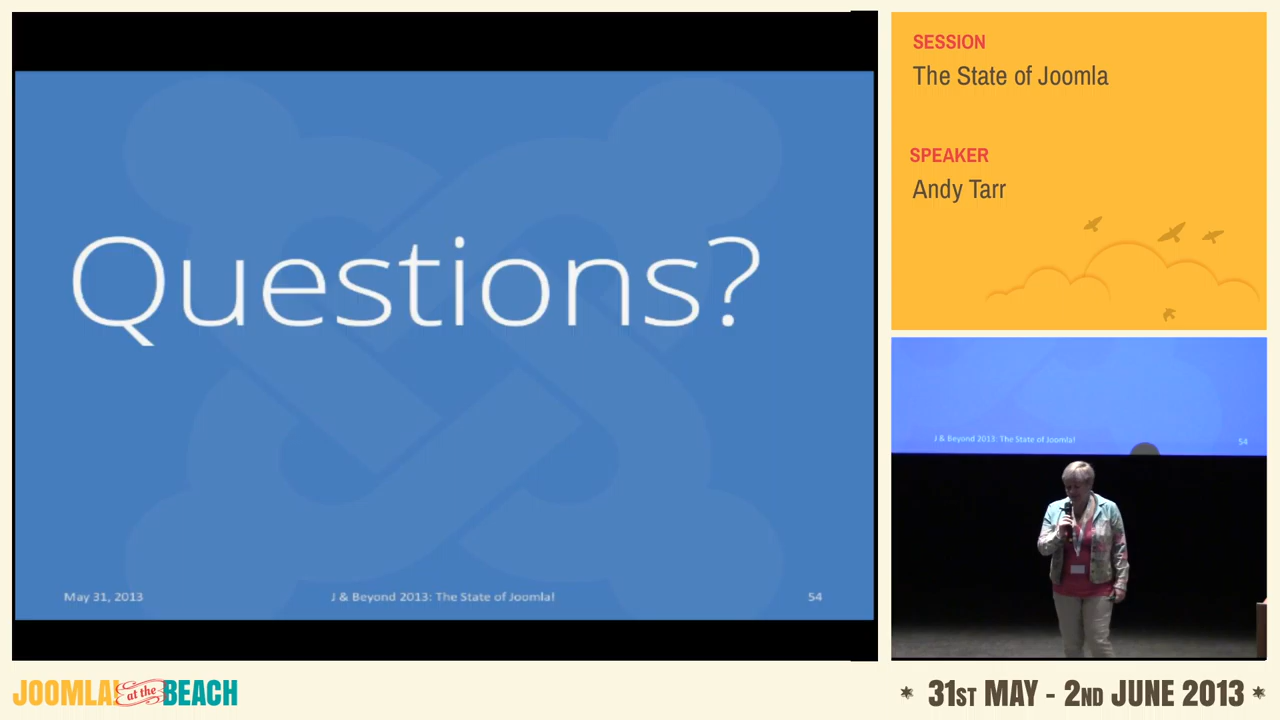 Questions?
May 31, 2013
J & Beyond 2013: The State of Joomla!
54
SESSION
The State of Joomla
SPEAKER
Andy Tarr
J & Beyond 2013: The State of Joomla!
54
JOOMLA! at the BEACH
* 31ST MAY - 2ND JUNE 2013 *